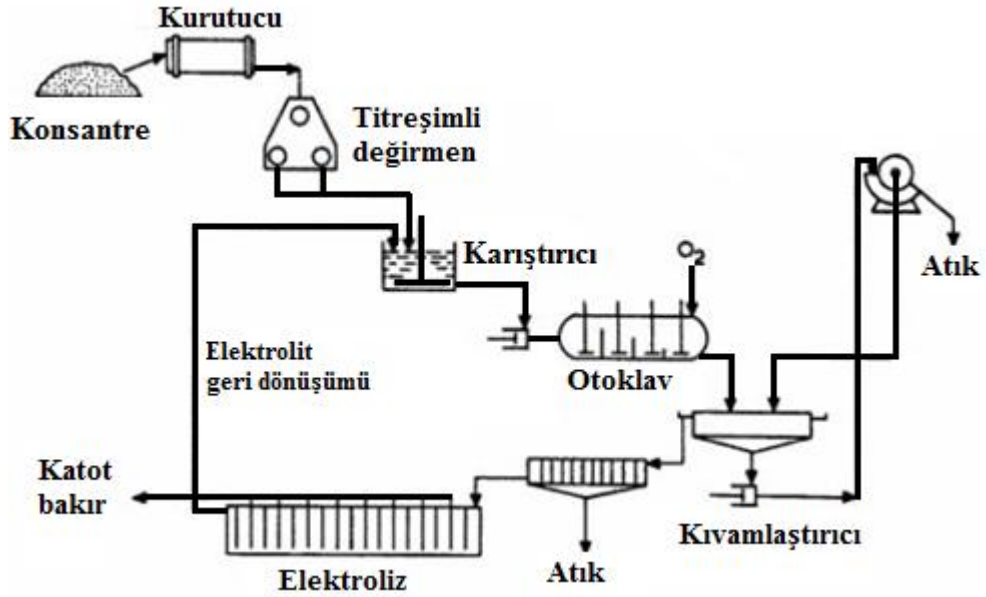 Kurutucu
Konsantre
Titreşimli
değirmen
Karıştırıcı
O2
Atık
Otoklav
Elektrolit
geri dönüşümü
Katot
bakır
Kıvamlaştırıcı
Elektroliz
Atık